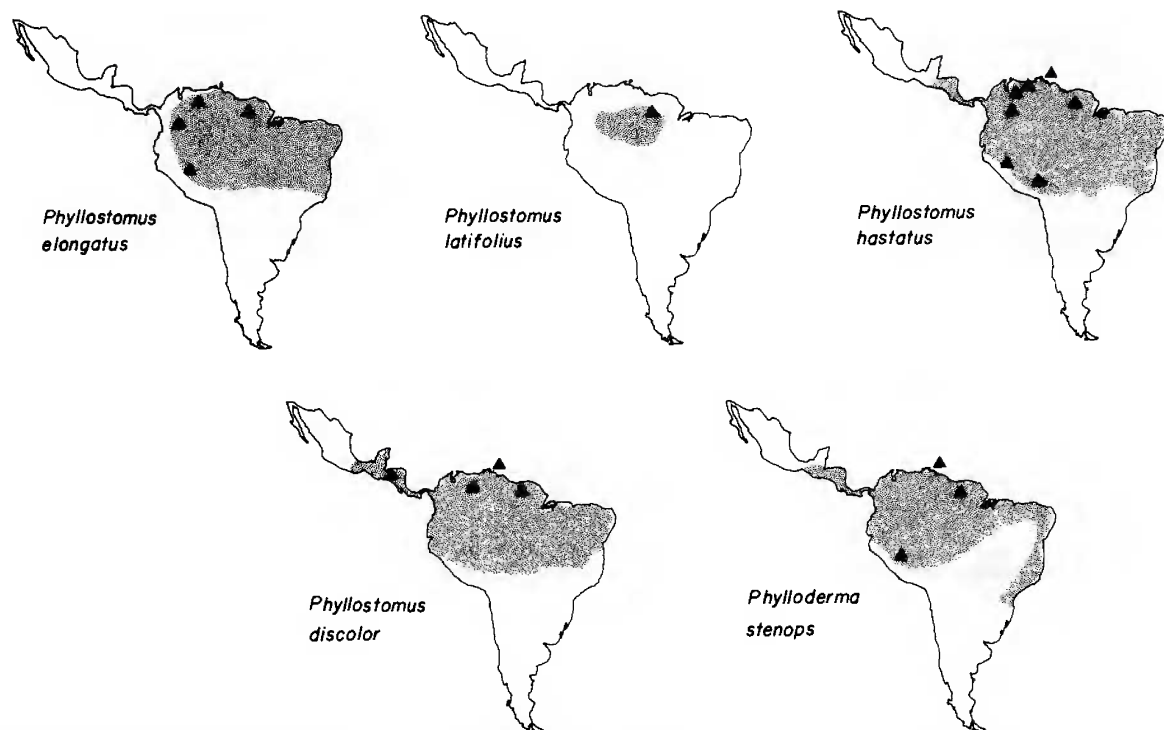 Phyllostomus
elongatus
Phyllostomus
latifolius
Phyllostomus
hastatus
Phyllostomus
discolor
Phylloderma
stenops